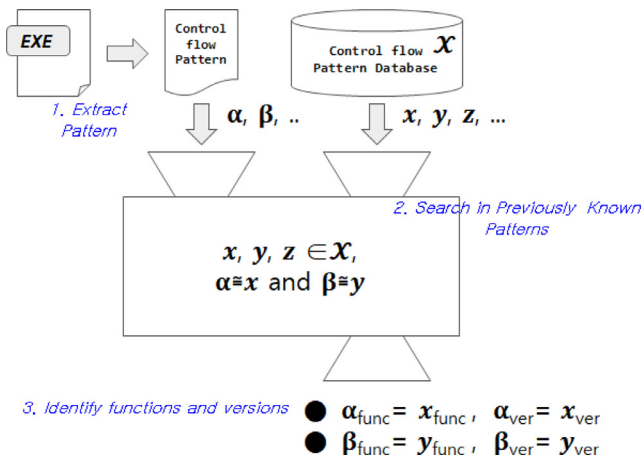 EXE
Control
flow
Pattern
Control flow 𝒳
Pattern Database
1. Extract
Pattern
α, β, ..
x, y, z, ...
2. Search in Previously Known
Patterns
x, y, z ∈ 𝒳,
α≅x and β≅y
3. Identify functions and versions
● αfunc= xfunc, αver= xver
● βfunc= yfunc, βver= yver